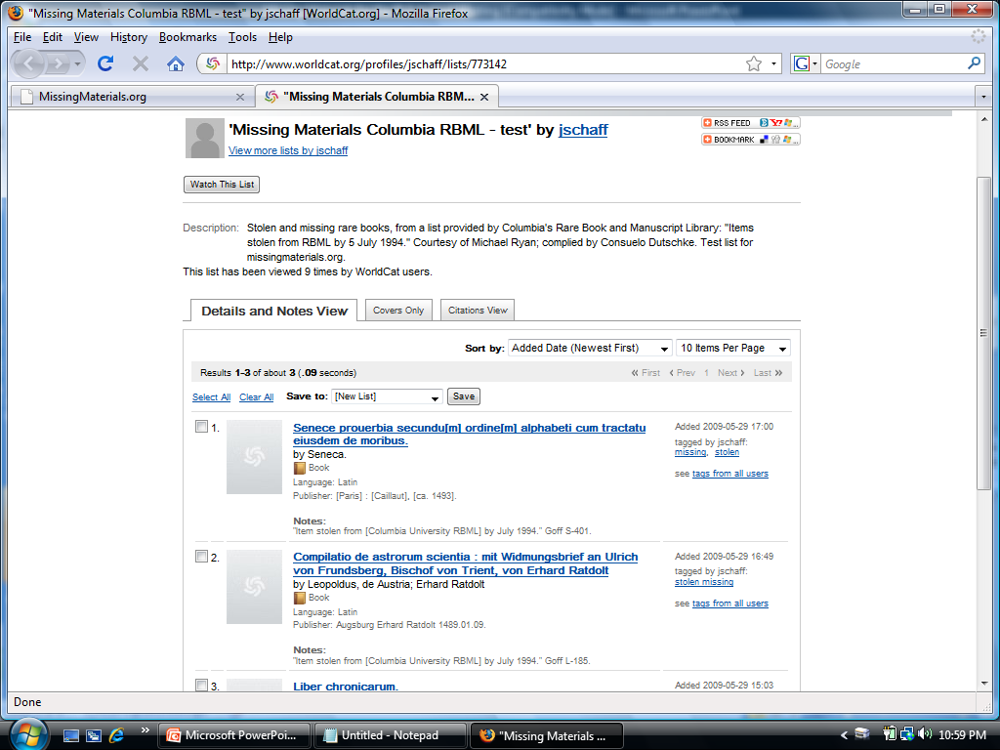 "Missing Materials Columbia RBML - test" by jschaff [WorldCat.org] - Mozilla Firefox
File Edit View History Bookmarks Tools Help
http://www.worldcat.org/profiles/jschaff/lists/773142
G Google
MissingMaterials.org
"Missing Materials Columbia RBM...
'Missing Materials Columbia RBML - test' by jschaff
View more lists by jschaff
RSS FEED
BOOKMARK
Watch This List
Description: Stolen and missing rare books, from a list provided by Columbia's Rare Book and Manuscript Library: "Items
stolen from RBML by 5 July 1994." Courtesy of Michael Ryan; complied by Consuelo Dutschke. Test list for
missingmaterials.org.
This list has been viewed 9 times by WorldCat users.
Details and Notes View Covers Only Citations View
Sort by: Added Date (Newest First) 10 Items Per Page
Results 1-3 of about 3 (.09 seconds) « First ‹ Prev 1 Next › Last »
Select All Clear All Save to: [New List] Save
1.
Senece prouerbia secundu[m] ordine[m] alphabeti cum tractatu
eiusdem de moribus.
by Seneca.
Book
Language: Latin
Publisher: [Paris] : [Caillaut], [ca. 1493].
Notes:
"Item stolen from [Columbia University RBML] by July 1994." Goff S-401.
Added 2009-05-29 17:00
tagged by jschaff:
missing, stolen
see tags from all users
2.
Compilatio de astrorum scientia : mit Widmungsbrief an Ulrich
von Frundsberg, Bischof von Trient, von Erhard Ratdolt
by Leopoldus, de Austria; Erhard Ratdolt
Book
Language: Latin
Publisher: Augsburg Erhard Ratdolt 1489.01.09.
Notes:
"Item stolen from [Columbia University RBML] by July 1994." Goff L-185.
Added 2009-05-29 16:49
tagged by jschaff:
stolen missing
see tags from all users
3.
Liber chronicarum.
Added 2009-05-29 15:03
Done
Microsoft PowerPoi... Untitled - Notepad "Missing Materials ... 10:59 PM